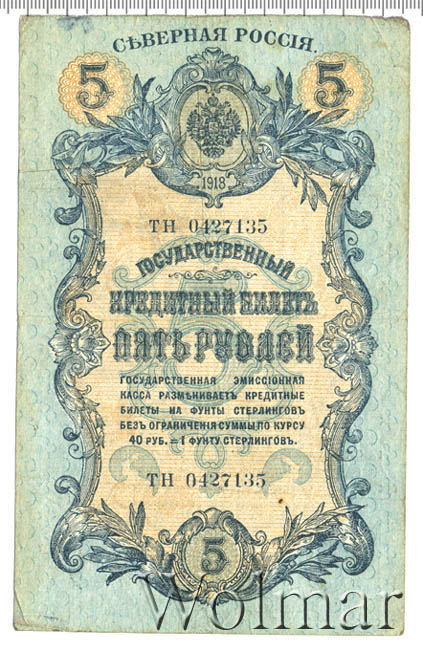 СѢВЕРНАЯ РОССІЯ.
5 5
1918
ТН 0427135
ГОСУДАРСТВЕННЫЙ
КРЕДИТНЫЙ БИЛЕТЪ
ПЯТЬ РУБЛЕЙ
ГОСУДАРСТВЕННАЯ ЭМИССІОННАЯ
КАССА РАЗМѢНИВАЕТЪ КРЕДИТНЫЕ
БИЛЕТЫ НА ФУНТЫ СТЕРЛИНГОВЪ
БЕЗЪ ОГРАНИЧЕНІЯ СУММЫ ПО КУРСУ
40 РУБ. = 1 ФУНТУ СТЕРЛИНГОВЪ.
ТН 0427135
5
Wolmar